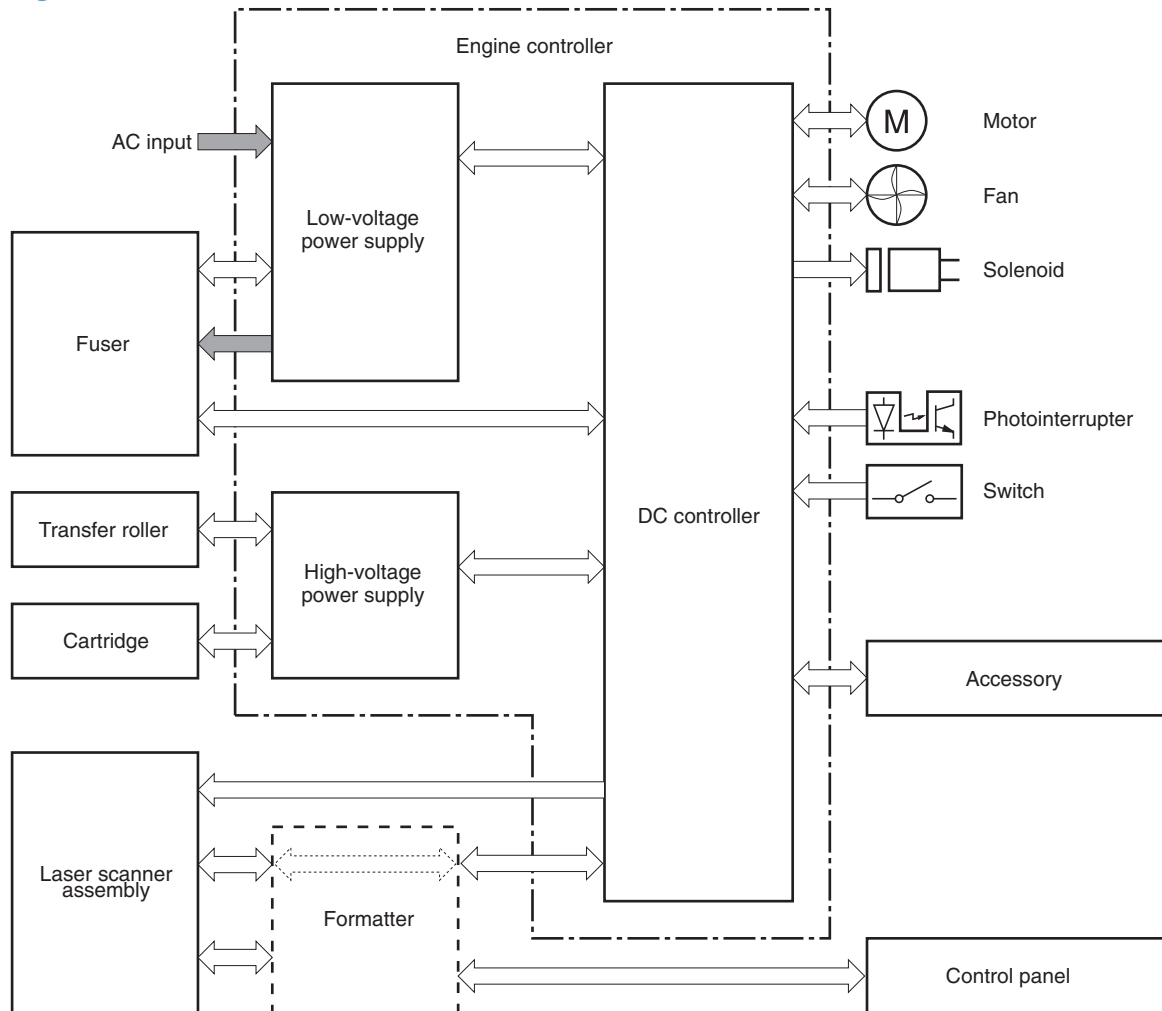 Engine controller
AC input
Low-voltage
power supply
M
Motor
Fan
Solenoid
Fuser
Photointerrupter
Switch
DC controller
Transfer roller
High-voltage
power supply
Cartridge
Accessory
Laser scanner
assembly
Formatter
Control panel